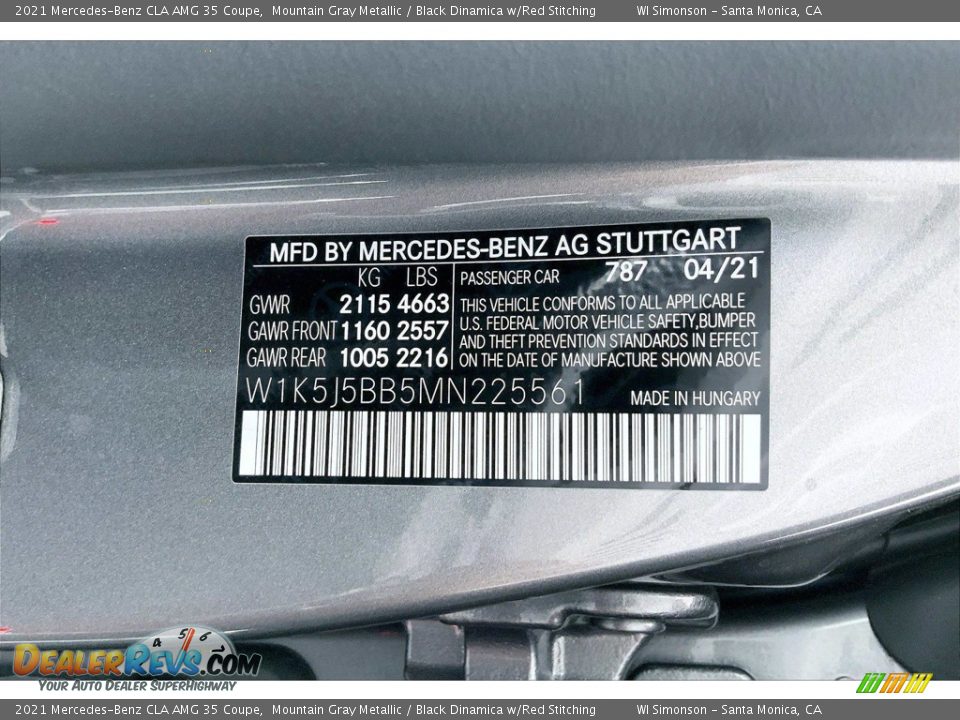 2021 Mercedes-Benz CLA AMG 35 Coupe,  Mountain Gray Metallic / Black Dinamica w/Red Stitching  WI Simonson - Santa Monica, CA
MFD BY MERCEDES-BENZ AG STUTTGART
KG LBS PASSENGER CAR 787 04/21
GWR 2115 4663 THIS VEHICLE CONFORMS TO ALL APPLICABLE
GAWR FRONT 1160 2557 U.S. FEDERAL MOTOR VEHICLE SAFETY,BUMPER
AND THEFT PREVENTION STANDARDS IN EFFECT
GAWR REAR 1005 2216 ON THE DATE OF MANUFACTURE SHOWN ABOVE
W1K5J5BB5MN225561 MADE IN HUNGARY
4 5 6
DEALERREVS.COM
YOUR AUTO DEALER SUPERHIGHWAY
2021 Mercedes-Benz CLA AMG 35 Coupe,  Mountain Gray Metallic / Black Dinamica w/Red Stitching  WI Simonson - Santa Monica, CA